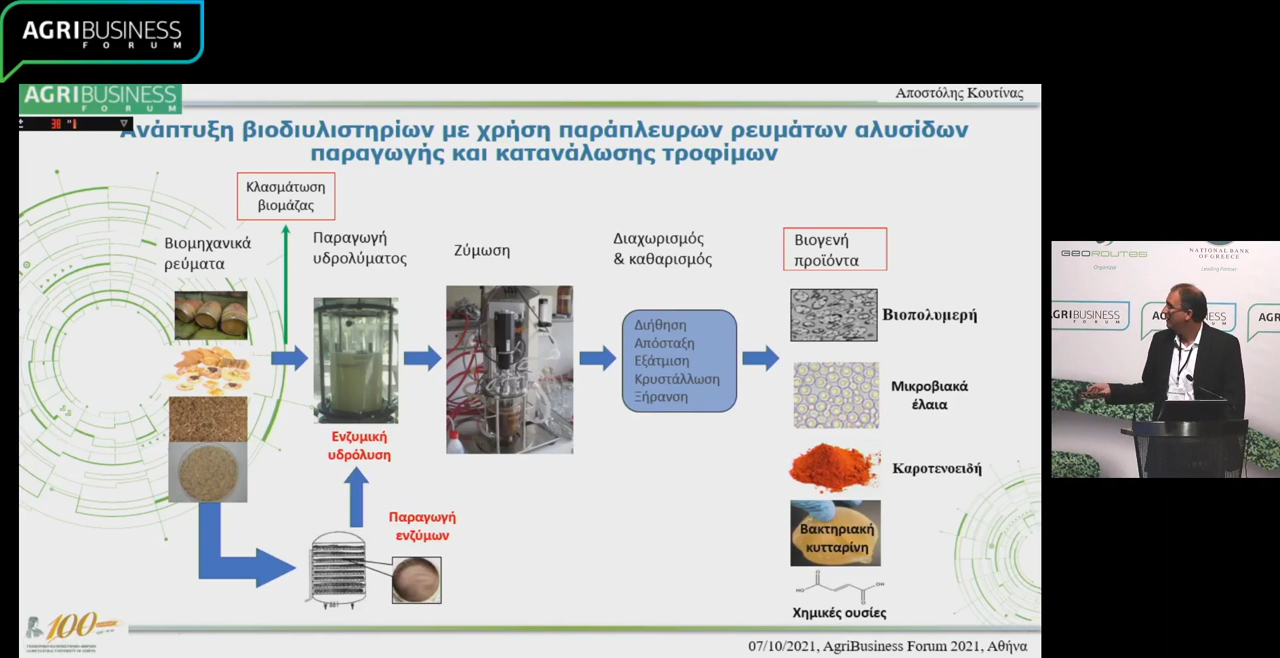 AGRIBUSINESS
FORUM
AGRIBUSINESS
FORUM
Αποστόλης Κουτίνας
Ανάπτυξη βιοδιυλιστηρίων με χρήση παράπλευρων ρευμάτων αλυσίδων
παραγωγής και κατανάλωσης τροφίμων
Κλασμάτωση
βιομάζας
Βιομηχανικά
ρεύματα
Παραγωγή
υδρολύματος
Ζύμωση
Διαχωρισμός
& καθαρισμός
Βιογενή
προϊόντα
Διήθηση
Απόσταξη
Εξάτμιση
Κρυστάλλωση
Ξήρανση
Βιοπολυμερή
Μικροβιακά
έλαια
Καροτενοειδή
Βακτηριακή
κυτταρίνη
HO
O
O
OH
Χημικές ουσίες
Ενζυμική
υδρόλυση
Παραγωγή
ενζύμων
100
07/10/2021, AgriBusiness Forum 2021, Αθήνα
GEOROUTES
Organizer
NATIONAL BANK
OF GREECE
Leading Partner
AGRIBUSINESS
FORUM